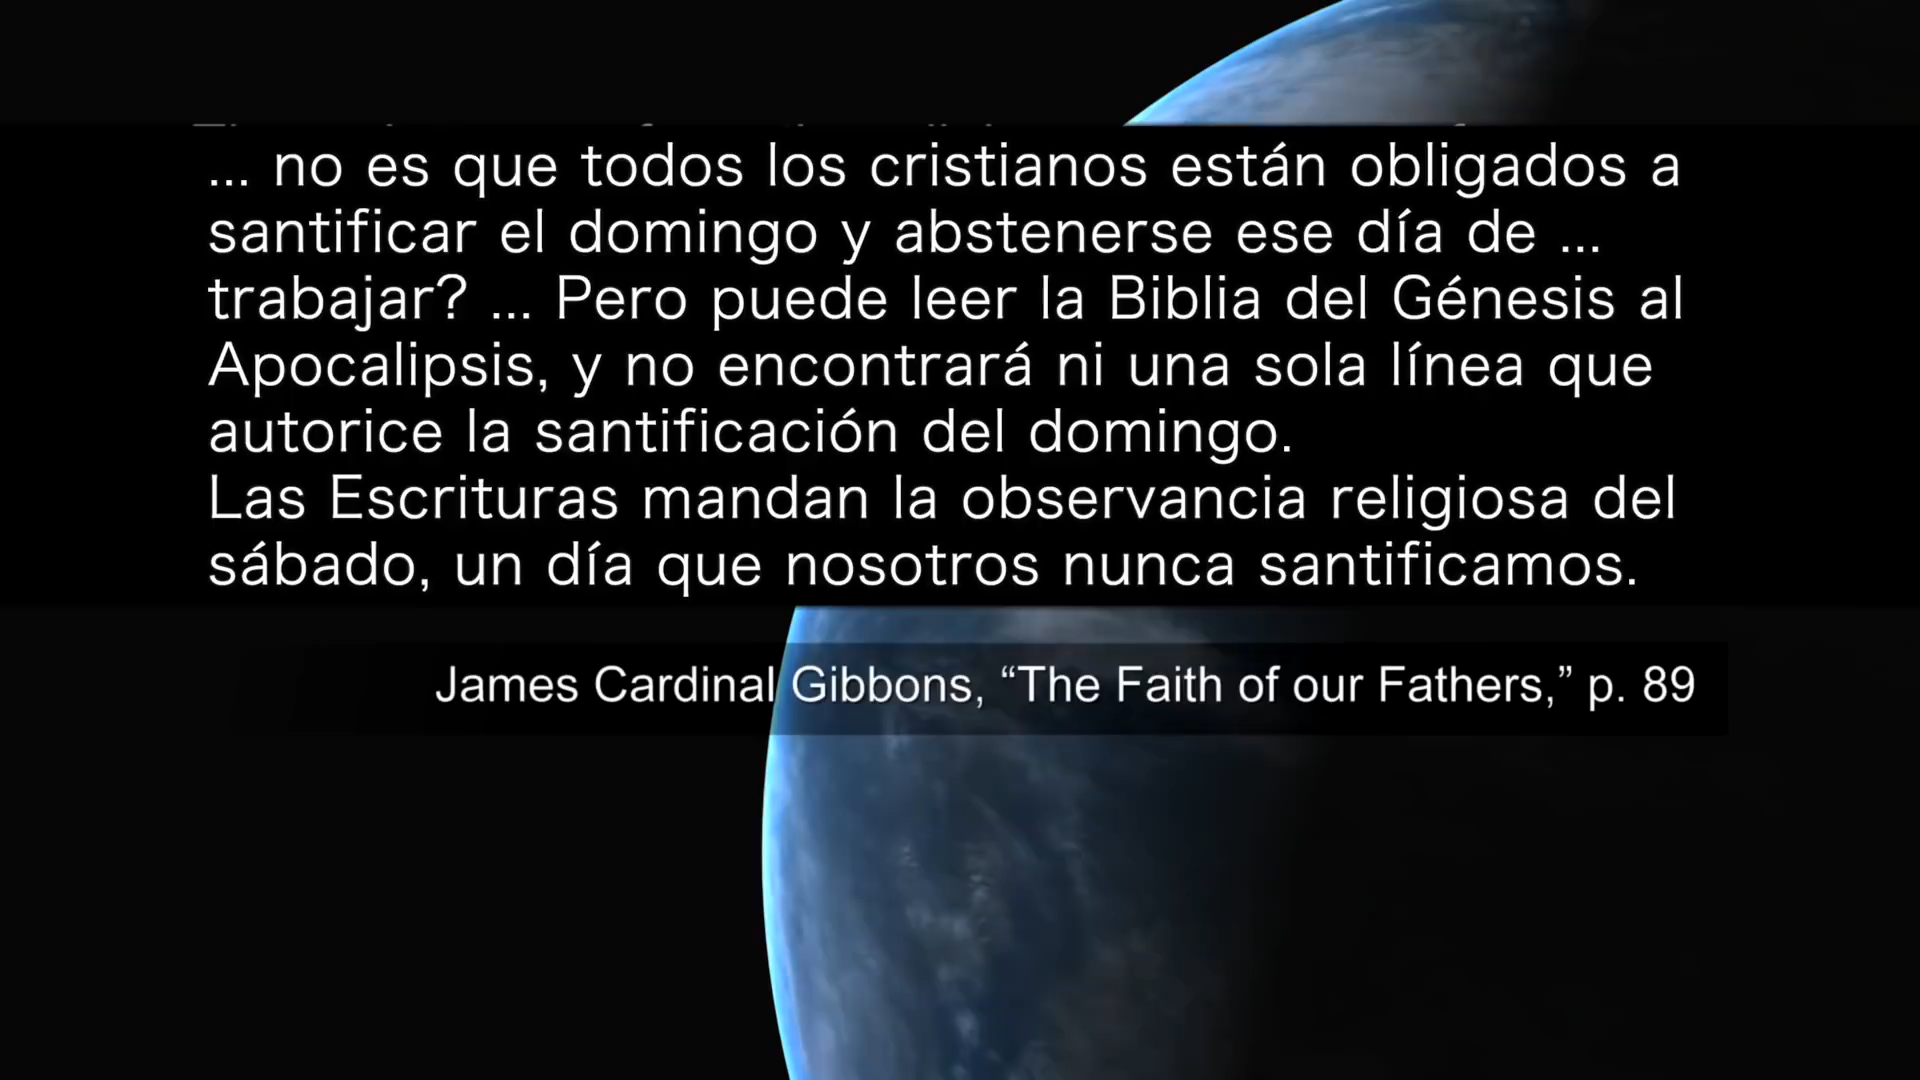 ... no es que todos los cristianos están obligados a
santificar el domingo y abstenerse ese día de ...
trabajar? ... Pero puede leer la Biblia del Génesis al
Apocalipsis, y no encontrará ni una sola línea que
autorice la santificación del domingo.
Las Escrituras mandan la observancia religiosa del
sábado, un día que nosotros nunca santificamos.
James Cardinal Gibbons, “The Faith of our Fathers,” p. 89